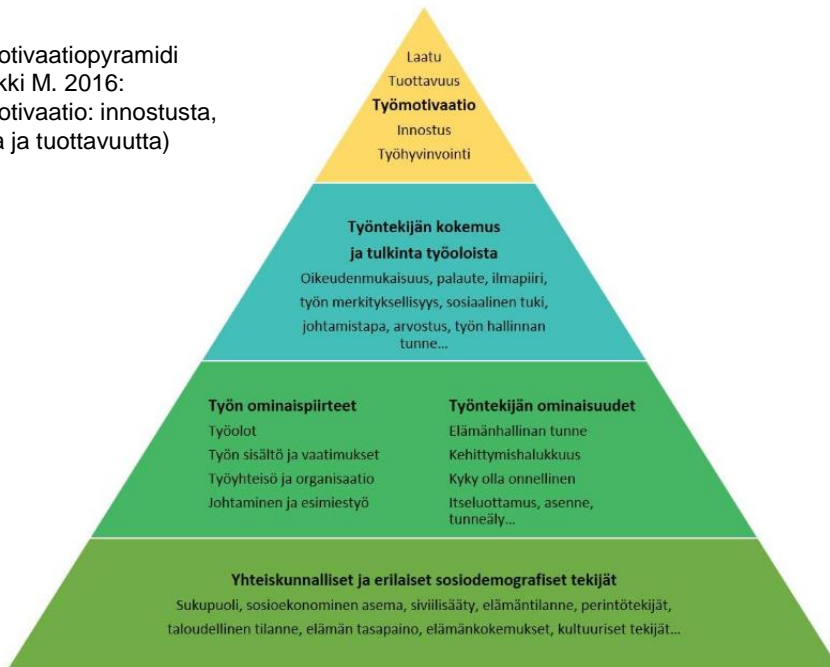 otivaatiopyramidi
kki M. 2016:
otivaatio: innostusta,
a ja tuottavuutta)
Laatu
Tuottavuus
Työmotivaatio
Innostus
Työhyvinvointi
Työntekijän kokemus
ja tulkinta työoloista
Oikeudenmukaisuus, palaute, ilmapiiri,
työn merkityksellisyys, sosiaalinen tuki,
johtamistapa, arvostus, työn hallinnan
tunne...
Työn ominaispiirteet
Työolot
Työn sisältö ja vaatimukset
Työyhteisö ja organisaatio
Johtaminen ja esimiestyö
Työntekijän ominaisuudet
Elämänhallinan tunne
Kehittymishalukkuus
Kyky olla onnellinen
Itseluottamus, asenne,
tunneäly...
Yhteiskunnalliset ja erilaiset sosiodemografiset tekijät
Sukupuoli, sosioekonominen asema, siviilisääty, elämäntilanne, perintötekijät,
taloudellinen tilanne, elämän tasapaino, elämänkokemukset, kultuuriset tekijät...